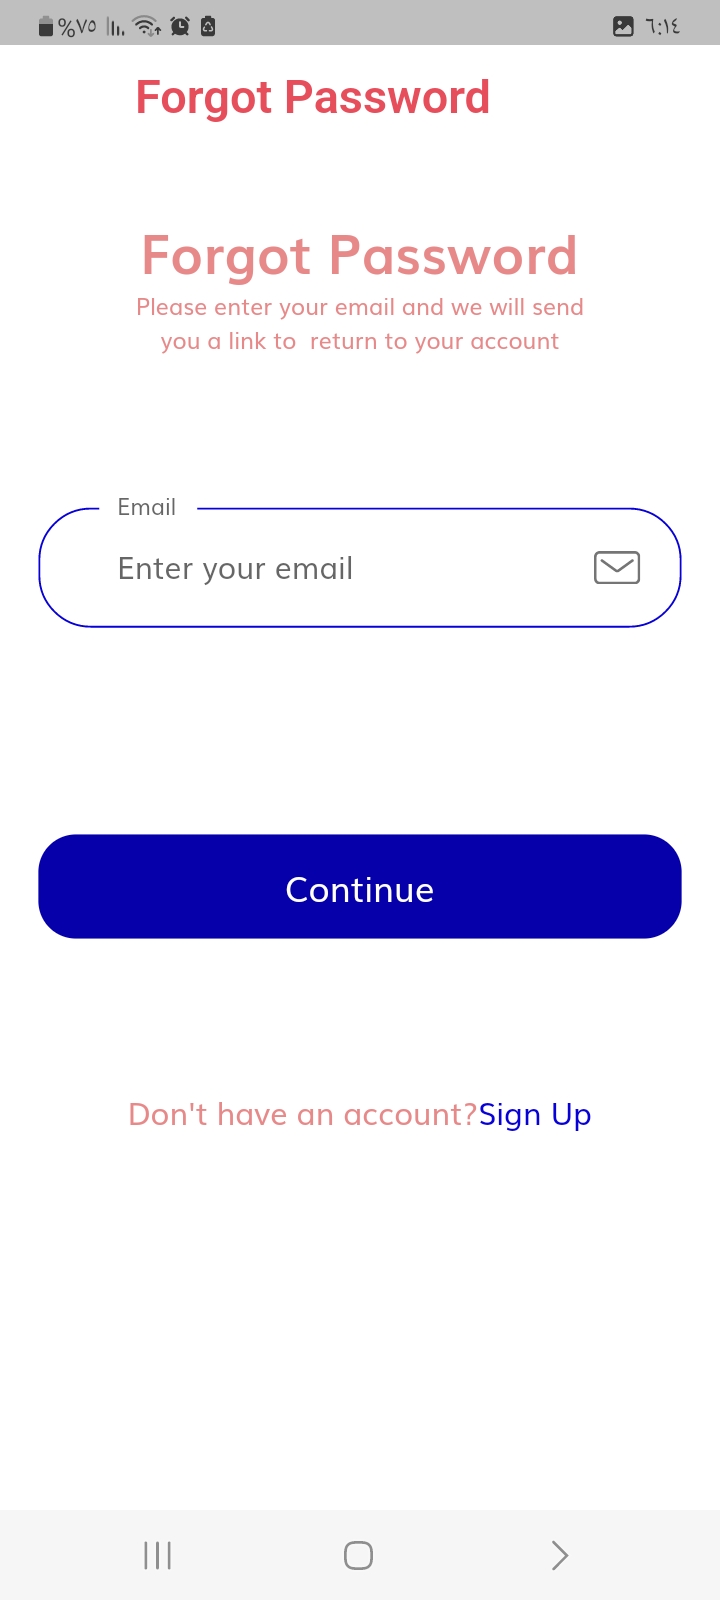 %٧٥ ٦:١٤
Forgot Password
Forgot Password
Please enter your email and we will send
you a link to  return to your account
Email
Enter your email
Continue
Don't have an account?Sign Up